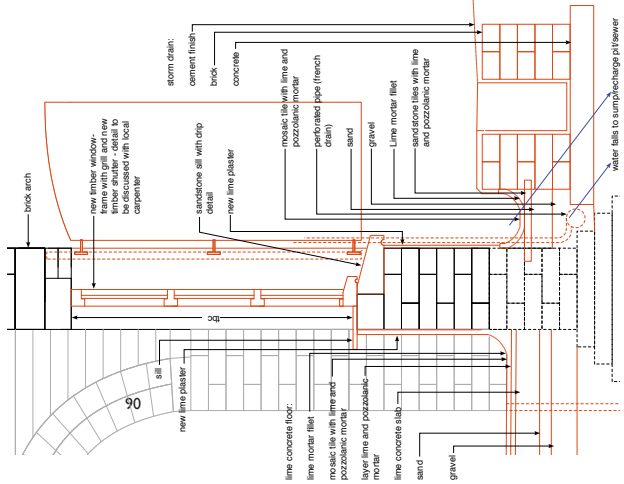 storm drain:
cement finish
brick
concrete
mosaic tile with lime and
pozzolanic mortar
perforated pipe (french
drain)
sand
gravel
Lime mortar fillet
sandstone tiles with lime
and pozzolanic mortar
water falls to sump/recharge pit/sewer
brick arch
new timber window-
frame with grill and new
timber shutter - detail to
be discussed with local
carpenter
sandstone sill with drip
detail
new lime plaster
tbc
90
sill
new lime plaster
lime concrete floor:
lime mortar fillet
mosaic tile with lime and
pozzolanic mortar
layer lime and pozzolanic
mortar
lime concrete slab
sand
gravel